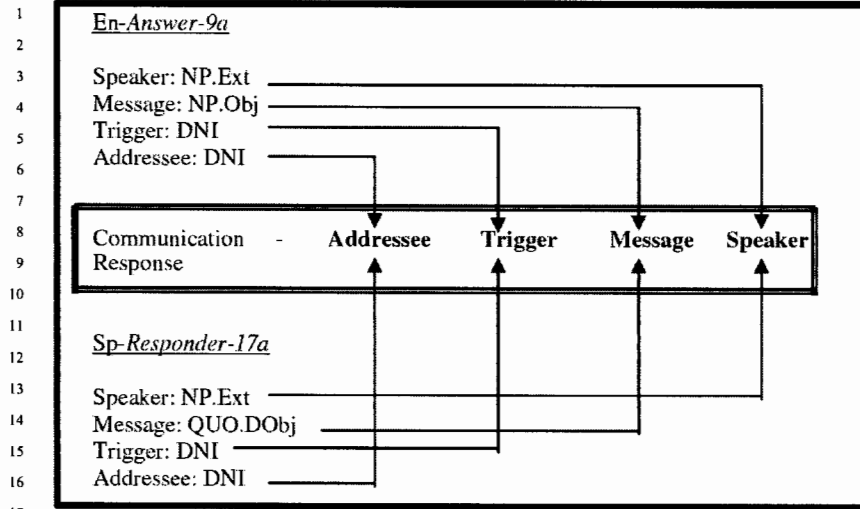 1
En-Answer-9a
2
3
Speaker: NP.Ext
4
Message: NP.Obj
5
Trigger: DNI
6
Addressee: DNI
7
8
Communication - Addressee Trigger Message Speaker
9
Response
10
11
12
Sp-Responder-17a
13
Speaker: NP.Ext
14
Message: QUO.DObj
15
Trigger: DNI
16
Addressee: DNI